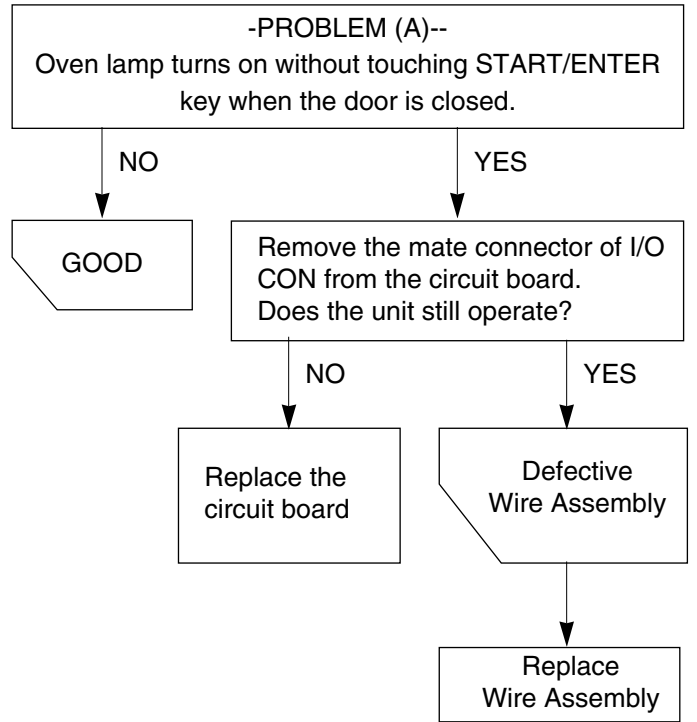 -PROBLEM (A)--
Oven lamp turns on without touching START/ENTER
key when the door is closed.
NO
YES
GOOD
Remove the mate connector of I/O
CON from the circuit board.
Does the unit still operate?
NO
YES
Replace the
circuit board
Defective
Wire Assembly
Replace
Wire Assembly